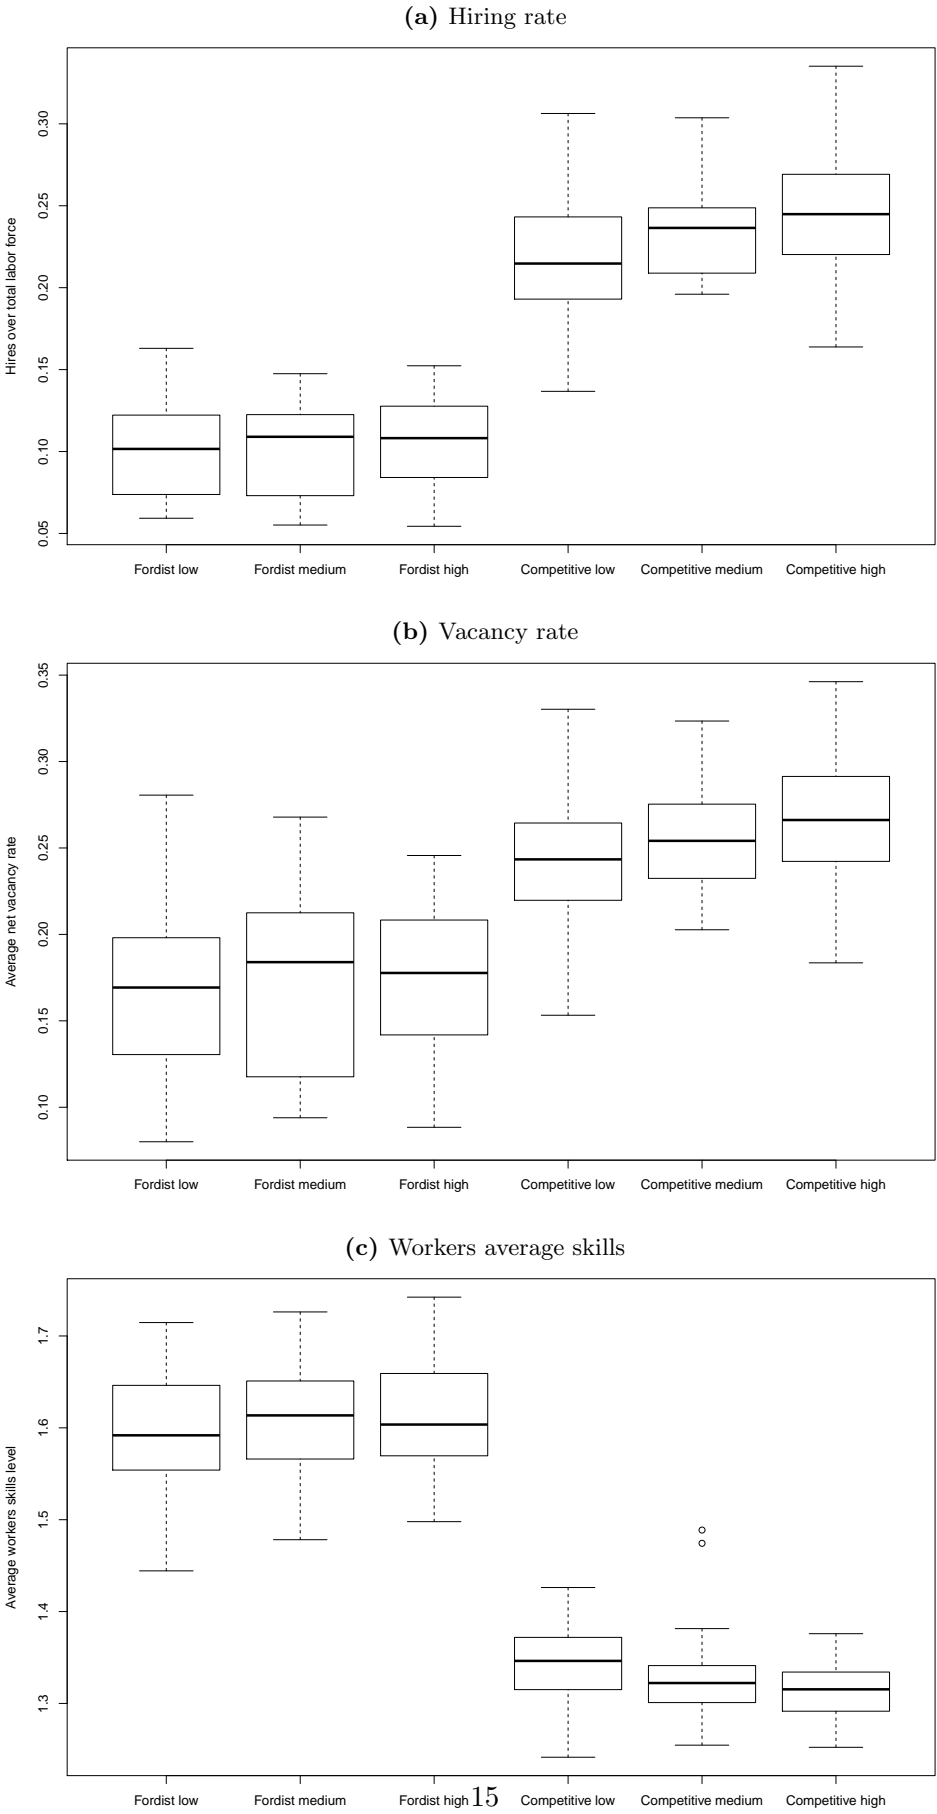 (a) Hiring rate
Hires over total labor force
0.30
0.25
0.20
0.15
0.10
0.05
Fordist low Fordist medium Fordist high Competitive low Competitive medium Competitive high
(b) Vacancy rate
Average net vacancy rate
0.35
0.30
0.25
0.20
0.15
0.10
Fordist low Fordist medium Fordist high Competitive low Competitive medium Competitive high
(c) Workers average skills
Average workers skills level
1.7
1.6
1.5
1.4
1.3
Fordist low Fordist medium Fordist high Competitive low Competitive medium Competitive high
15